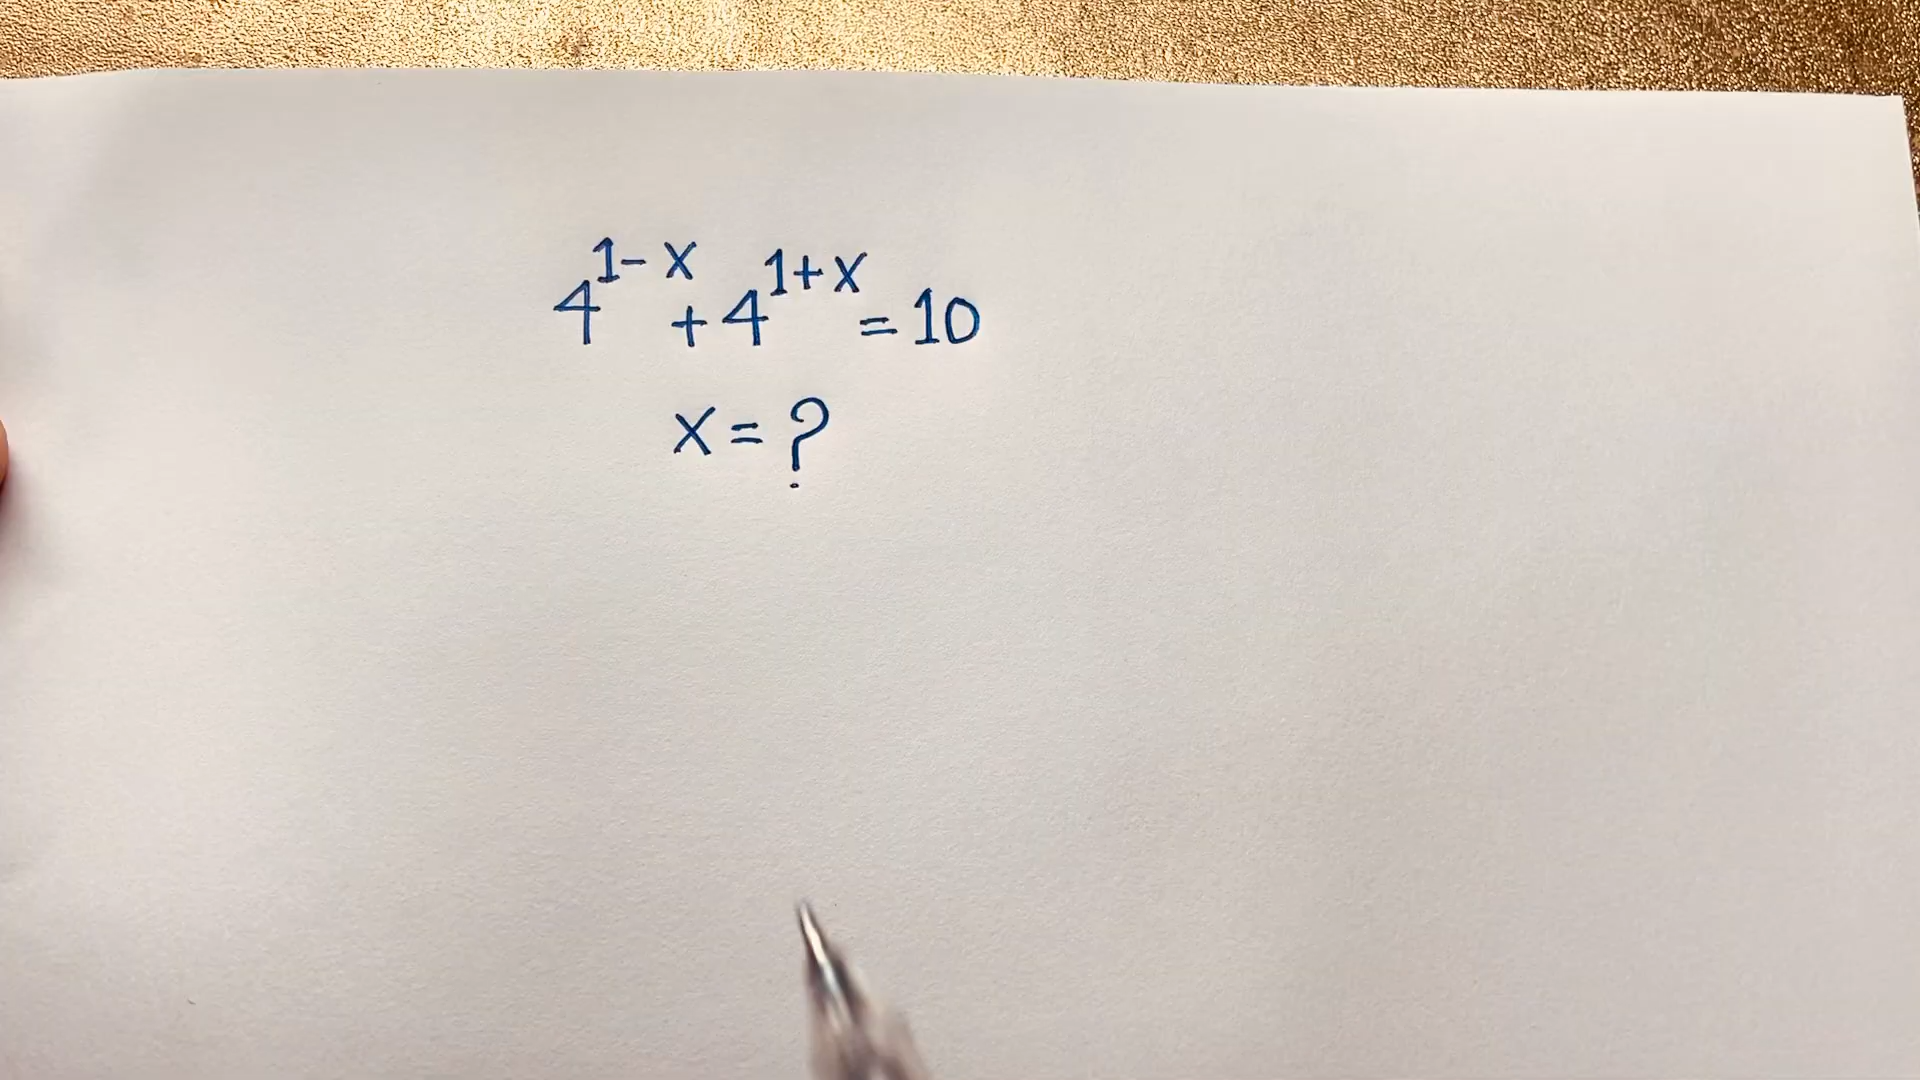 4^{1-x} + 4^{1+x} = 10
x = ?